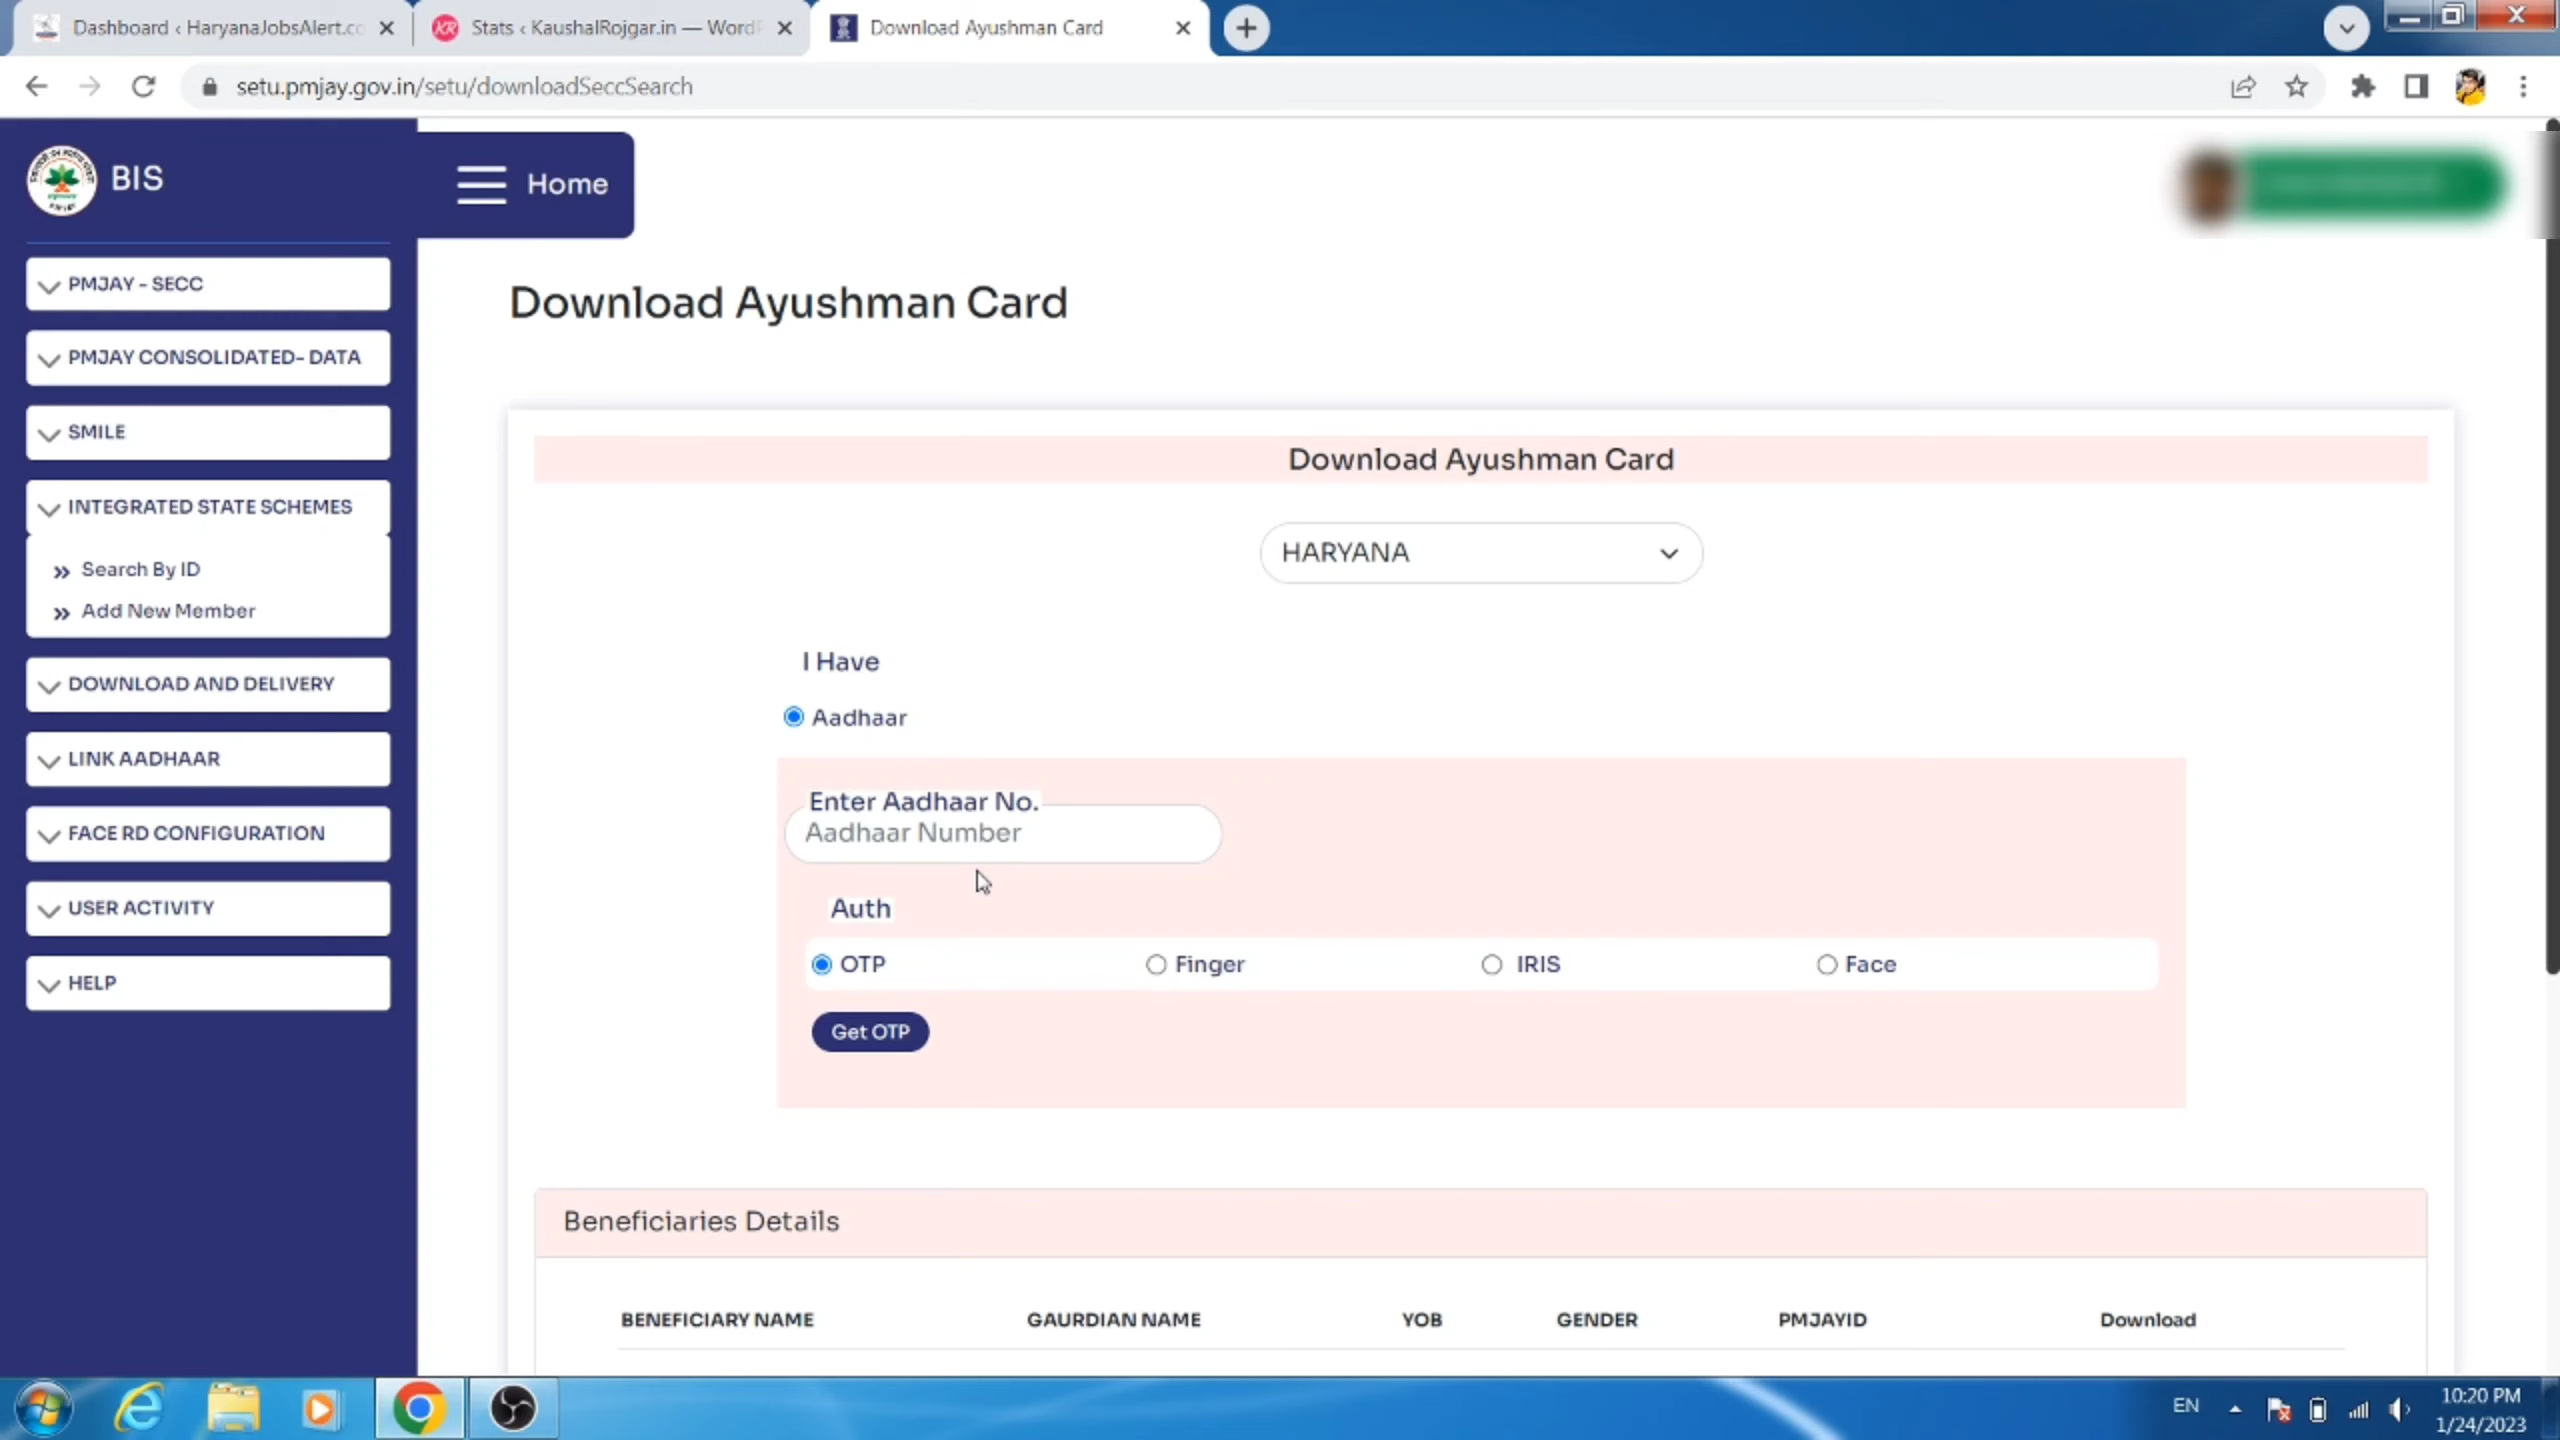 Dashboard ‹ HaryanaJobsAlert.co
Stats ‹ KaushalRojgar.in — Word
Download Ayushman Card
setu.pmjay.gov.in/setu/downloadSeccSearch
BIS
Home
PMJAY - SECC
PMJAY CONSOLIDATED- DATA
SMILE
INTEGRATED STATE SCHEMES
Search By ID
Add New Member
DOWNLOAD AND DELIVERY
LINK AADHAAR
FACE RD CONFIGURATION
USER ACTIVITY
HELP
Download Ayushman Card
Download Ayushman Card
HARYANA
I Have
Aadhaar
Enter Aadhaar No.
Aadhaar Number
Auth
OTP Finger IRIS Face
Get OTP
Beneficiaries Details
BENEFICIARY NAME GAURDIAN NAME YOB GENDER PMJAYID Download
EN
10:20 PM
1/24/2023